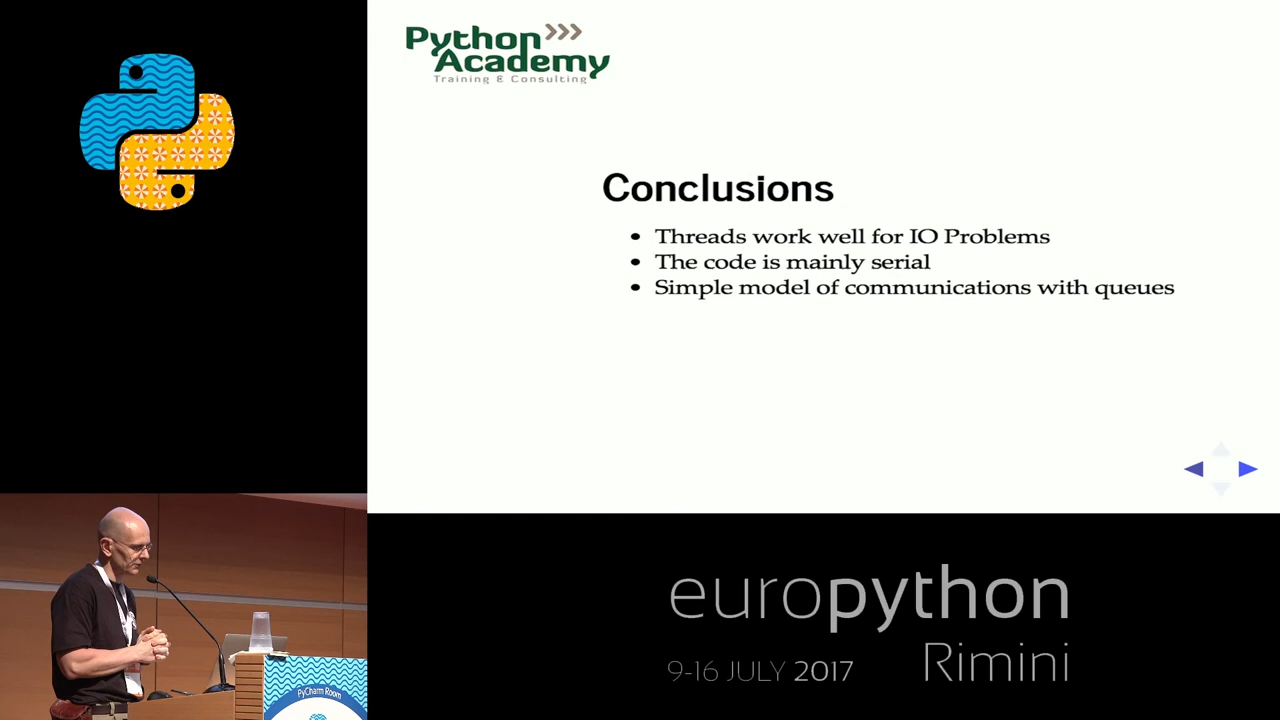 Python
Academy
Training & Consulting
Conclusions
• Threads work well for IO Problems
• The code is mainly serial
• Simple model of communications with queues
PyCharm Room
europython
Rimini
9-16 JULY 2017